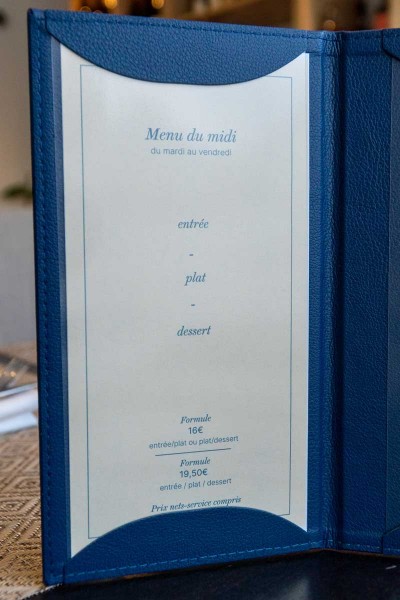 Menu du midi
du mardi au vendredi
entrée
-
plat
-
dessert
Formule
16€
entrée/plat ou plat/dessert
Formule
19,50€
entrée / plat / dessert
Prix nets-service compris